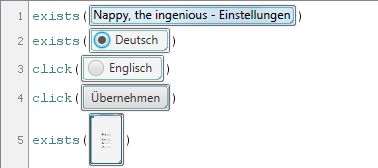 1 exists( Nappy, the ingenious - Einstellungen )
2 exists( Deutsch )
3 click( Englisch )
4 click( Übernehmen )
5 exists( )